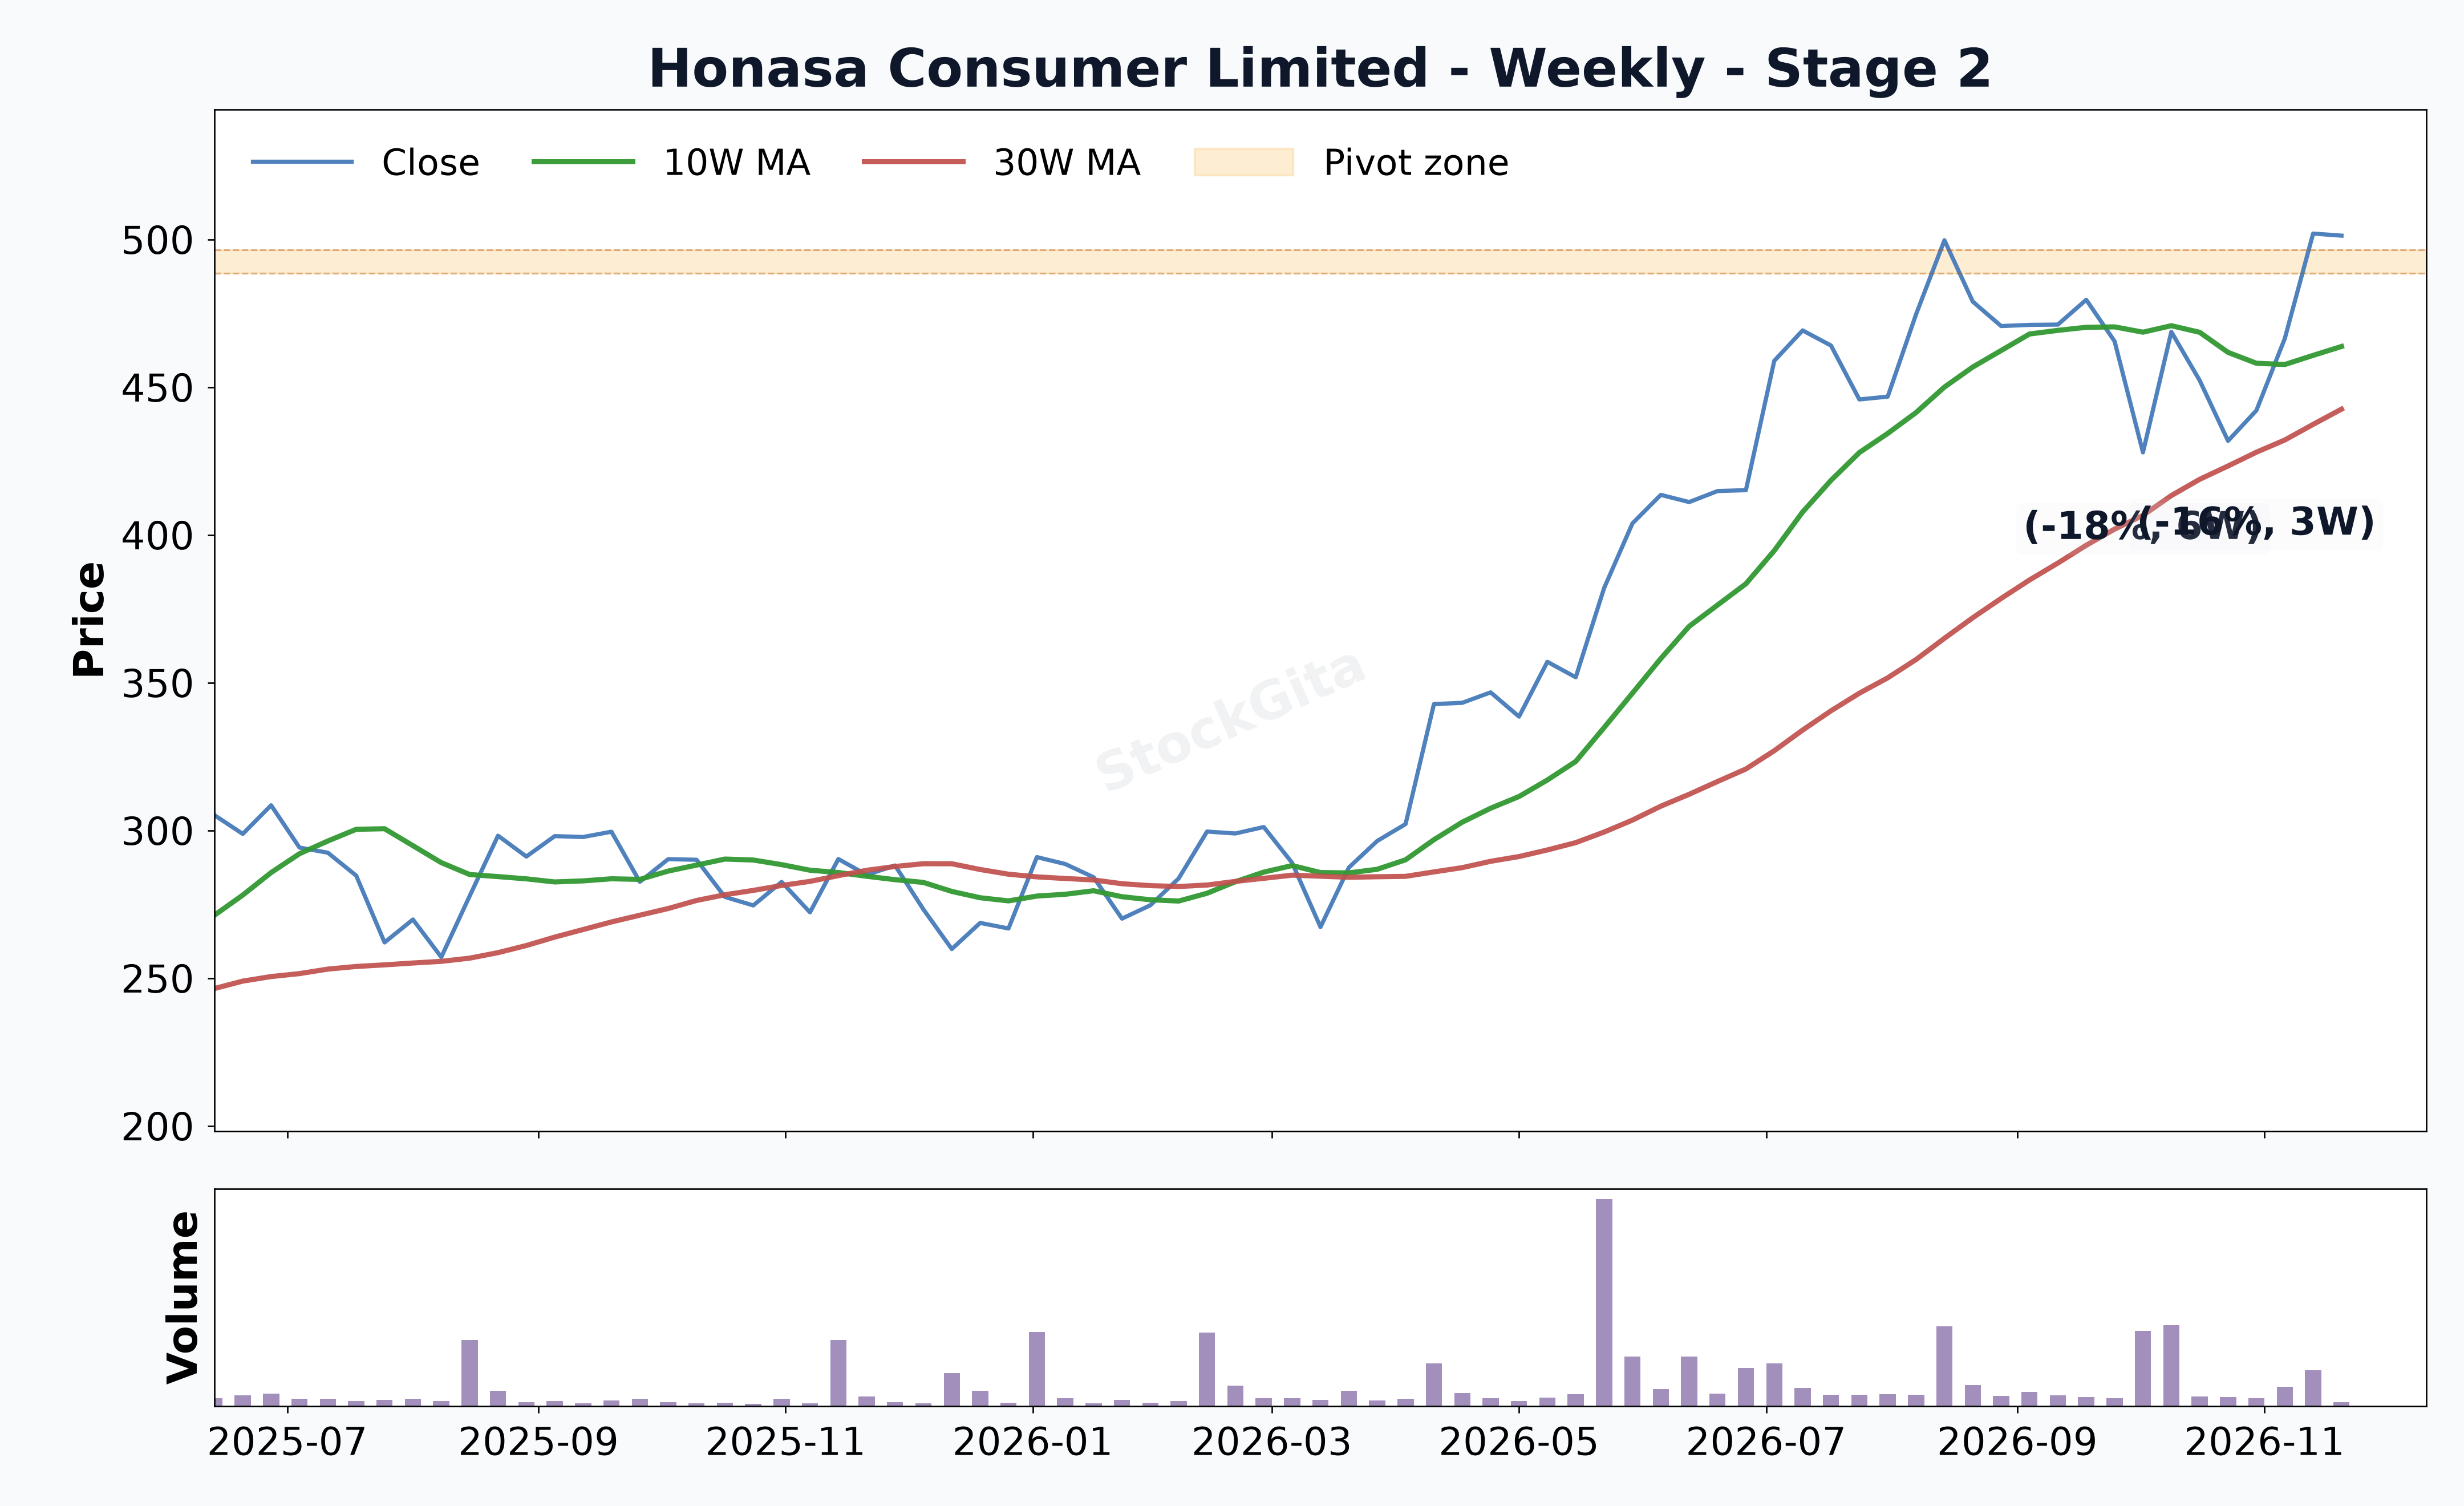 Honasa Consumer Limited - Weekly - Stage 2
Close 10W MA 30W MA Pivot zone
500
450
400
350
300
250
200
Price
(-18%, 6W)
(-16%, 3W)
StockGita
Volume
2025-07 2025-09 2025-11 2026-01 2026-03 2026-05 2026-07 2026-09 2026-11